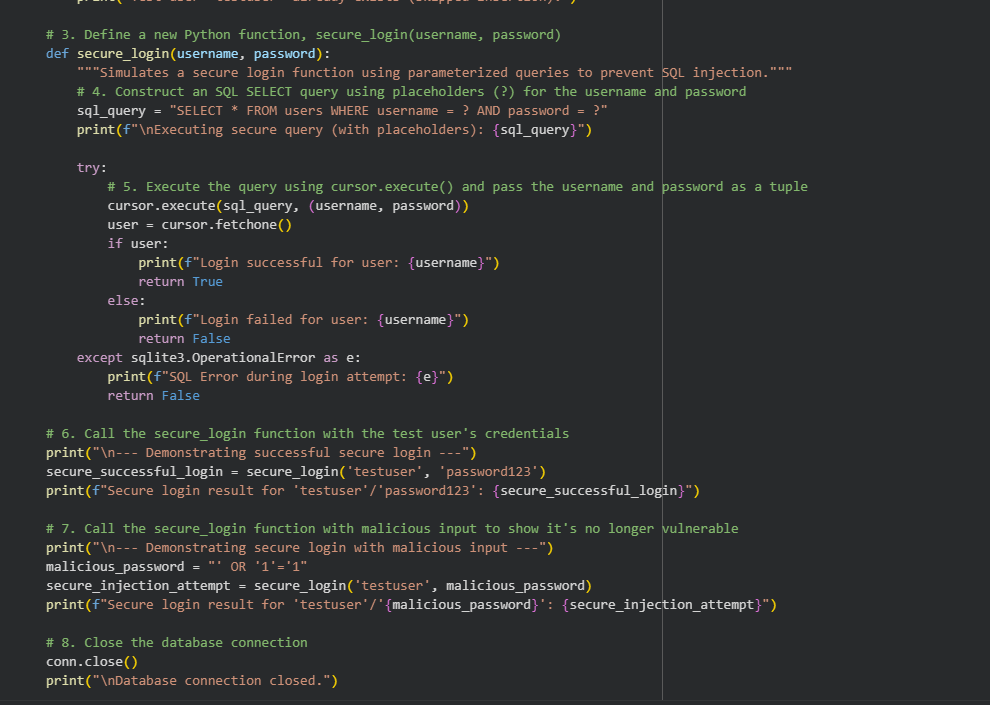 print("Test user 'testuser' already exists (skipped insertion).")
# 3. Define a new Python function, secure_login(username, password)
def secure_login(username, password):
    """Simulates a secure login function using parameterized queries to prevent SQL injection."""
    # 4. Construct an SQL SELECT query using placeholders (?) for the username and password
    sql_query = "SELECT * FROM users WHERE username = ? AND password = ?"
    print(f"\nExecuting secure query (with placeholders): {sql_query}")
    try:
        # 5. Execute the query using cursor.execute() and pass the username and password as a tuple
        cursor.execute(sql_query, (username, password))
        user = cursor.fetchone()
        if user:
            print(f"Login successful for user: {username}")
            return True
        else:
            print(f"Login failed for user: {username}")
            return False
    except sqlite3.OperationalError as e:
        print(f"SQL Error during login attempt: {e}")
        return False
# 6. Call the secure_login function with the test user's credentials
print("\n--- Demonstrating successful secure login ---")
secure_successful_login = secure_login('testuser', 'password123')
print(f"Secure login result for 'testuser'/'password123': {secure_successful_login}")
# 7. Call the secure_login function with malicious input to show it's no longer vulnerable
print("\n--- Demonstrating secure login with malicious input ---")
malicious_password = "' OR '1'='1"
secure_injection_attempt = secure_login('testuser', malicious_password)
print(f"Secure login result for 'testuser'/'{malicious_password}': {secure_injection_attempt}")
# 8. Close the database connection
conn.close()
print("\nDatabase connection closed.")